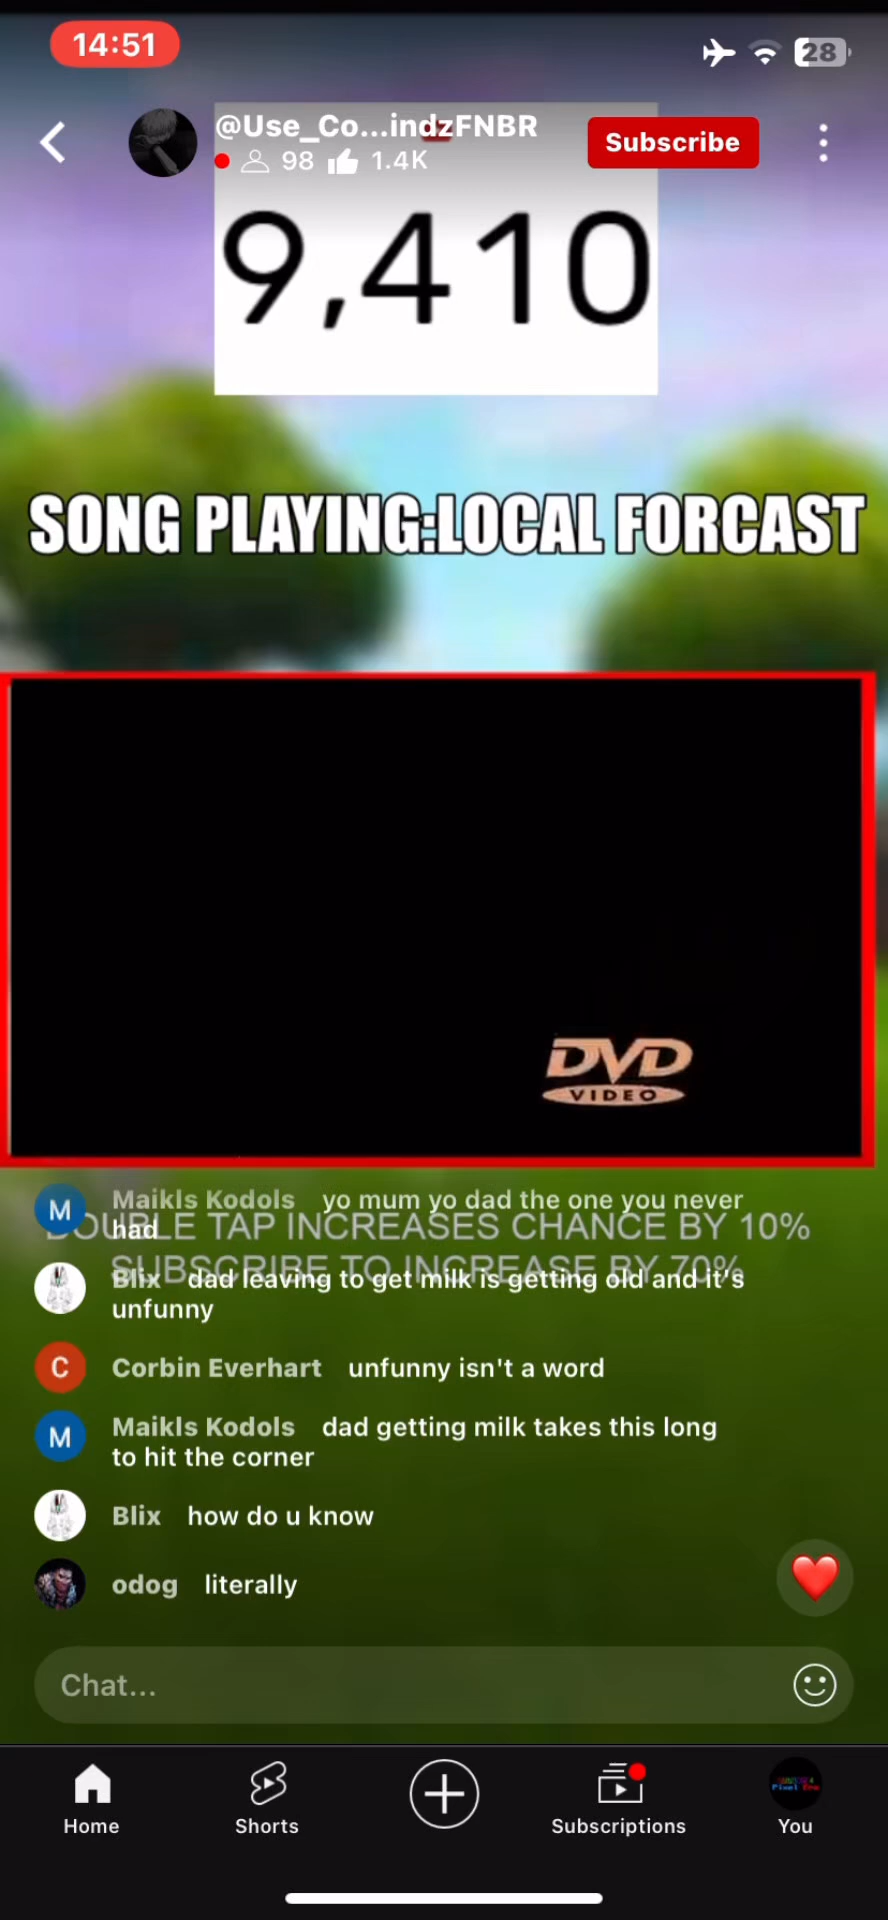 14:51
28
@Use_Co...indzFNBR
98 1.4K
Subscribe
9,410
SONG PLAYING:LOCAL FORCAST
DVD
VIDEO
Maikls Kodols yo mum yo dad the one you never
had
DOUBLE TAP INCREASES CHANCE BY 10%
SUBSCRIBE TO INCREASE BY 70%
Blix dad leaving to get milk is getting old and it's
unfunny
C Corbin Everhart unfunny isn't a word
M Maikls Kodols dad getting milk takes this long
to hit the corner
Blix how do u know
odog literally
Chat...
Home
Shorts
Subscriptions
You